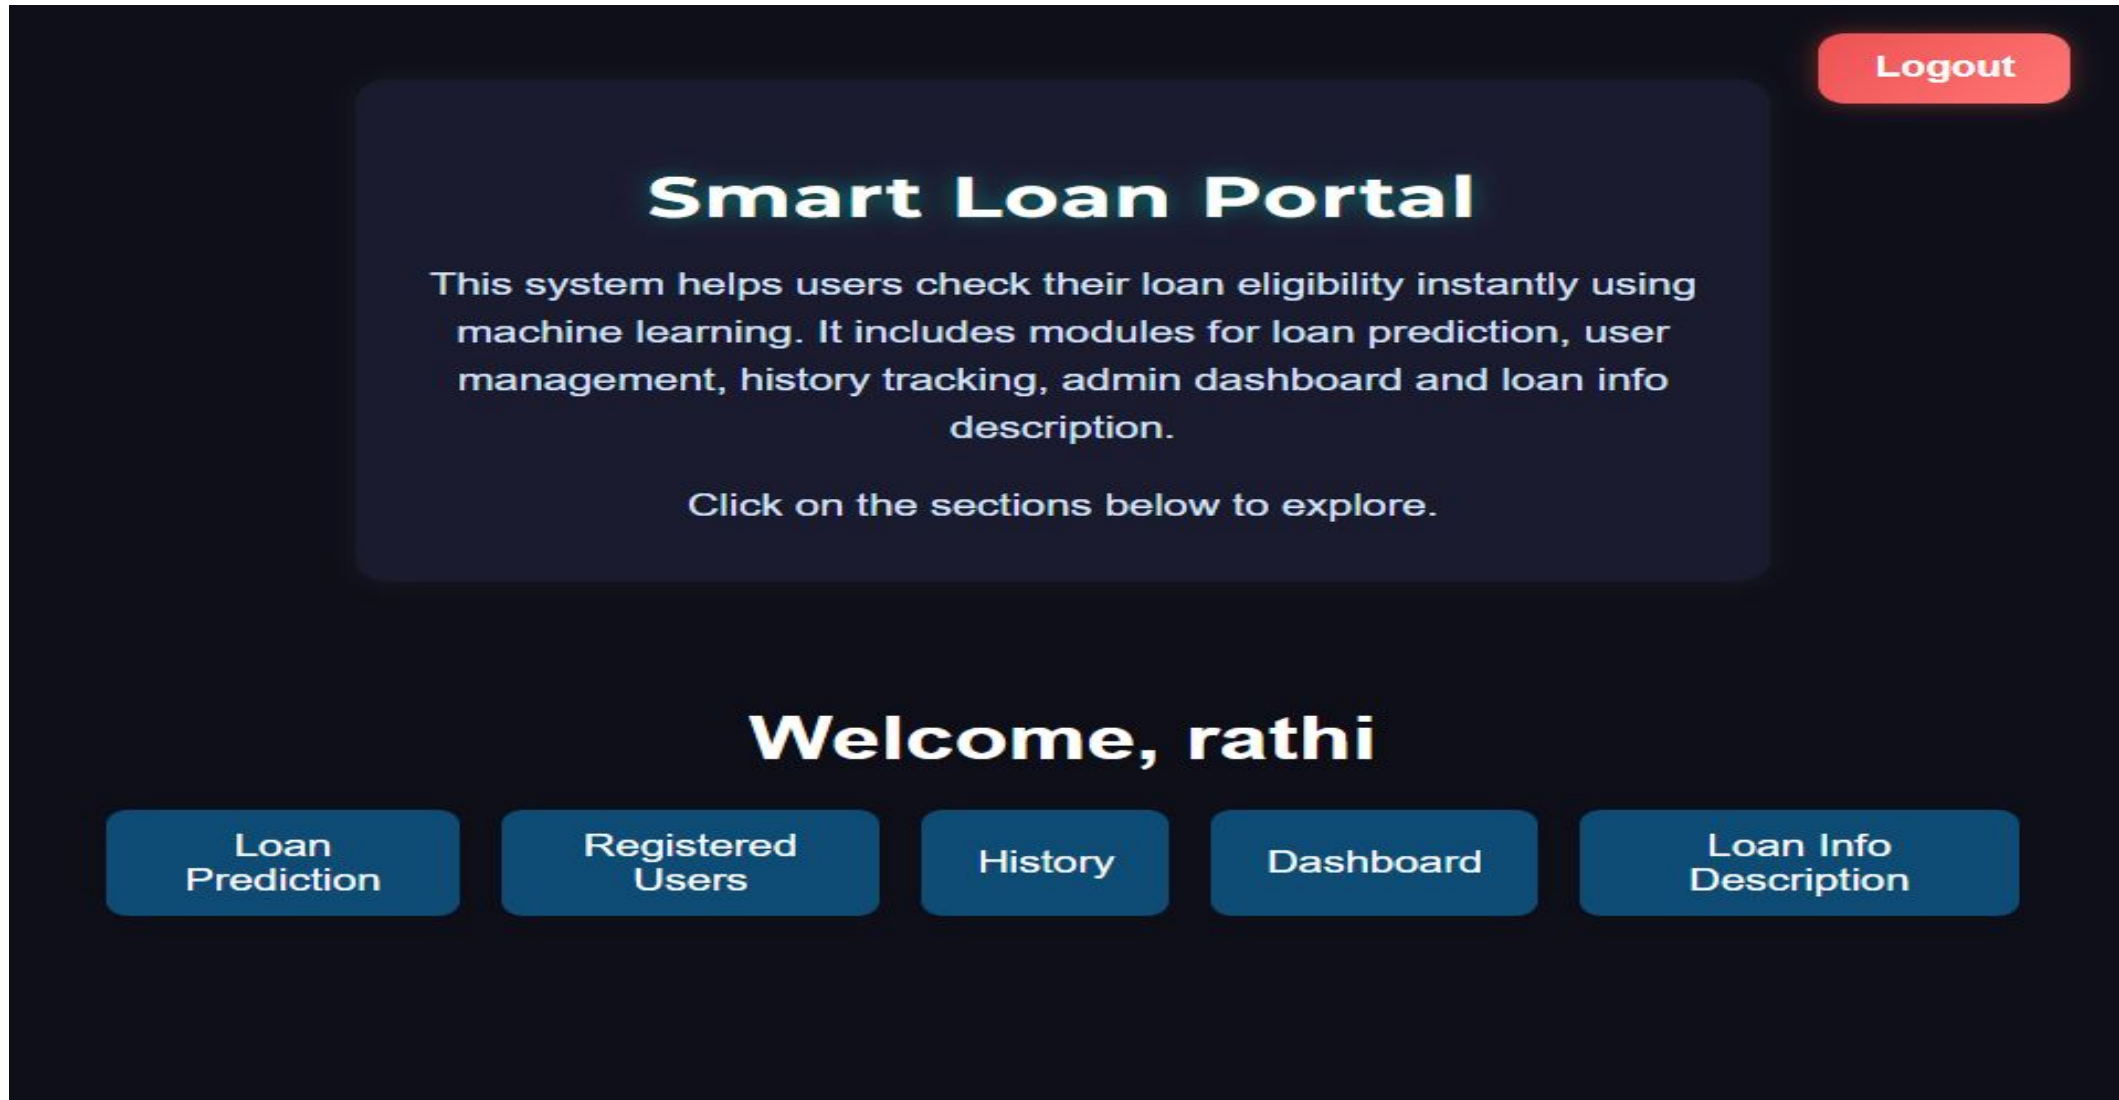 Logout
Smart Loan Portal
This system helps users check their loan eligibility instantly using
machine learning. It includes modules for loan prediction, user
management, history tracking, admin dashboard and loan info
description.
Click on the sections below to explore.
Welcome, rathi
Loan
Prediction
Registered
Users
History
Dashboard
Loan Info
Description